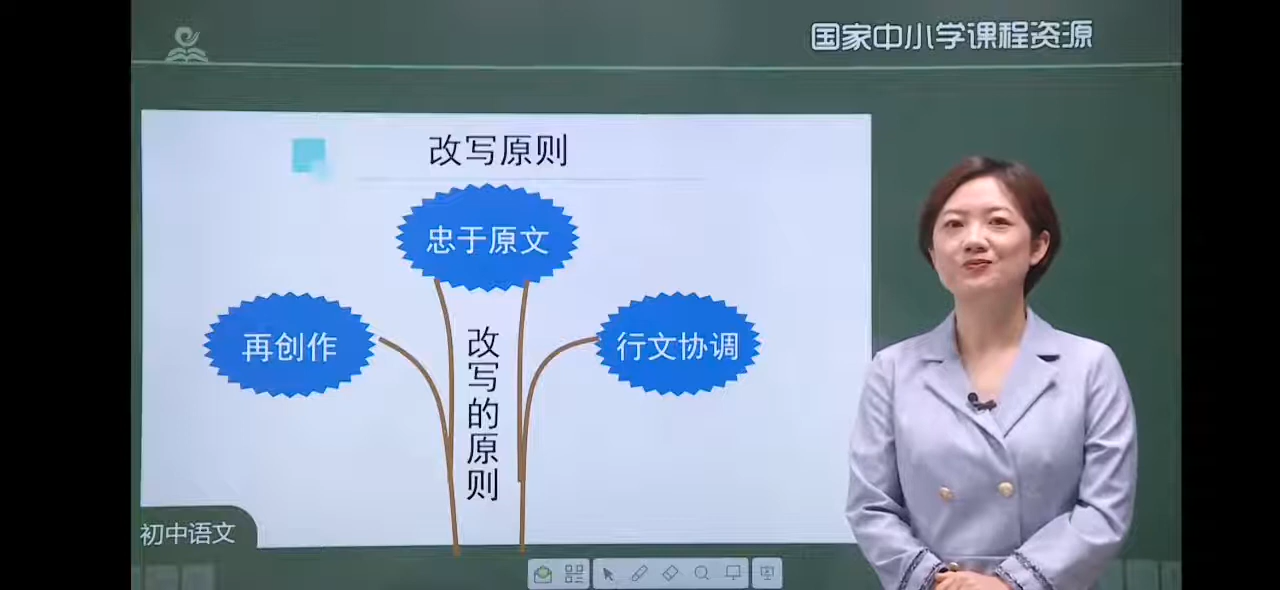 国家中小学课程资源
改写原则
忠于原文
再创作
行文协调
改写的原则
初中语文